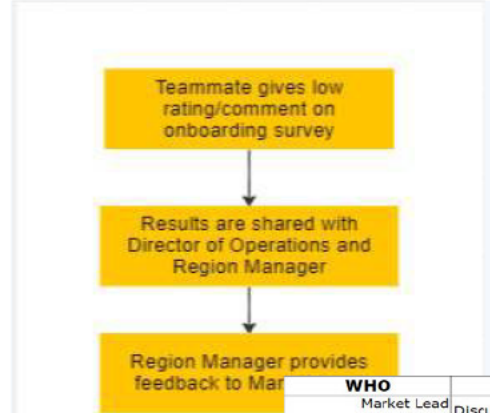 Teammate gives low
rating/comment on
onboarding survey
Results are shared with
Director of Operations and
Region Manager
Region Manager provides
feedback to
WHO
Market Lead